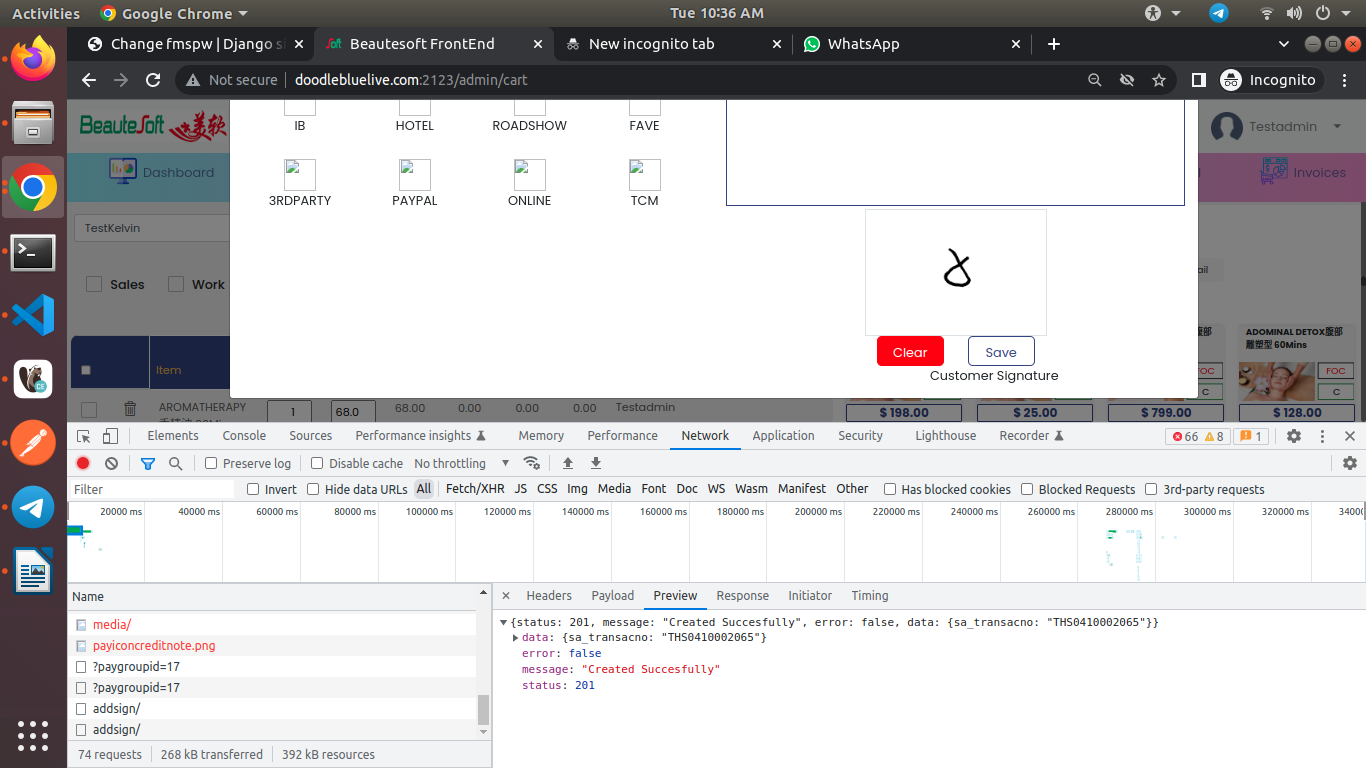 Activities Google Chrome Tue 10:36 AM
Change fmspw | Django si Beautesoft FrontEnd New incognito tab WhatsApp
Not secure doodlebluelive.com:2123/admin/cart Incognito
BeauteSoft 美软 Testadmin
Dashboard Invoices
TestKelvin
Sales Work
Item
AROMATHERAPY 1 68.0 68.00 0.00 0.00 0.00 Testadmin
IB HOTEL ROADSHOW FAVE
3RDPARTY PAYPAL ONLINE TCM
Clear Save
Customer Signature
ail
腹部 ADOMINAL DETOX腹部
雕塑型 60Mins
FOC FOC
C C
$ 198.00 $ 25.00 $ 799.00 $ 128.00
Elements Console Sources Performance insights Memory Performance Network Application Security Lighthouse Recorder 66 8 1
Preserve log Disable cache No throttling
Filter Invert Hide data URLs All Fetch/XHR JS CSS Img Media Font Doc WS Wasm Manifest Other Has blocked cookies Blocked Requests 3rd-party requests
20000 ms 40000 ms 60000 ms 80000 ms 100000 ms 120000 ms 140000 ms 160000 ms 180000 ms 200000 ms 220000 ms 240000 ms 260000 ms 280000 ms 300000 ms 320000 ms 34000(
Name
media/
payiconcreditnote.png
?paygroupid=17
?paygroupid=17
addsign/
addsign/
74 requests 268 kB transferred 392 kB resources
Headers Payload Preview Response Initiator Timing
{status: 201, message: "Created Succesfully", error: false, data: {sa_transacno: "THS0410002065"}}
data: {sa_transacno: "THS0410002065"}
error: false
message: "Created Succesfully"
status: 201